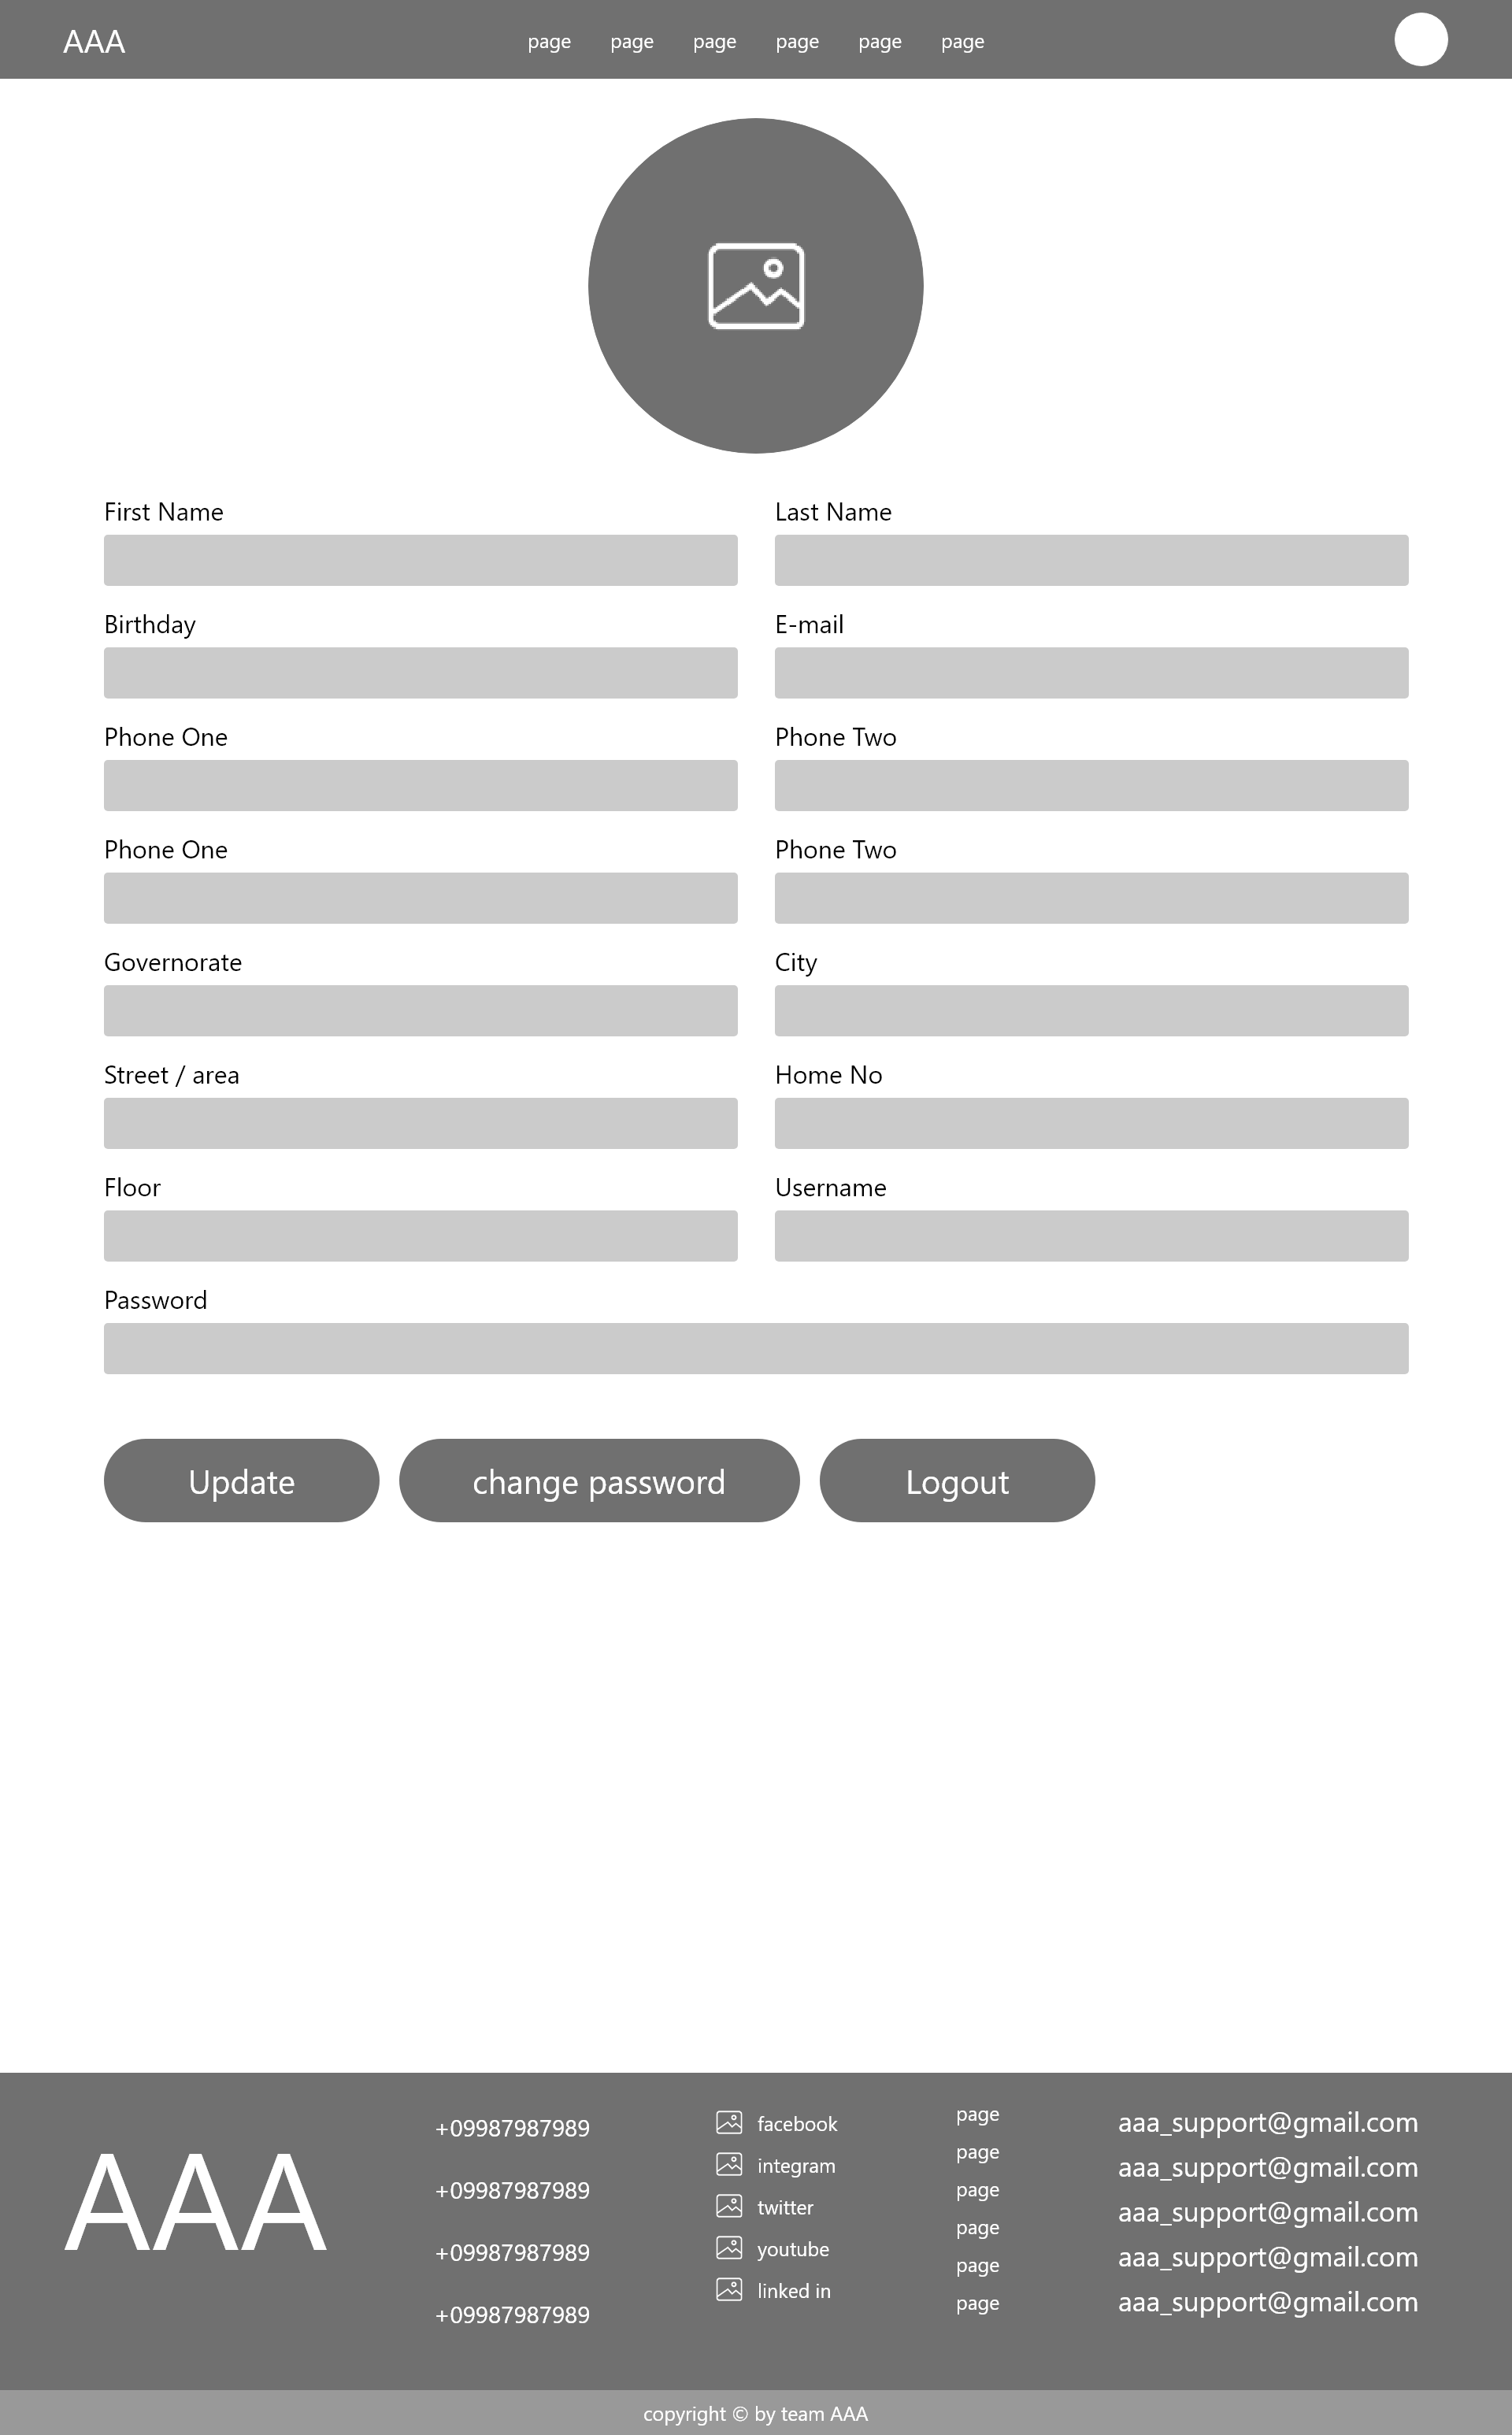 AAA
page page page page page page
First Name
Last Name
Birthday
E-mail
Phone One
Phone Two
Phone One
Phone Two
Governorate
City
Street / area
Home No
Floor
Username
Password
Update
change password
Logout
AAA
+09987987989
+09987987989
+09987987989
+09987987989
facebook
integram
twitter
youtube
linked in
page
page
page
page
page
page
aaa_support@gmail.com
aaa_support@gmail.com
aaa_support@gmail.com
aaa_support@gmail.com
aaa_support@gmail.com
copyright © by team AAA